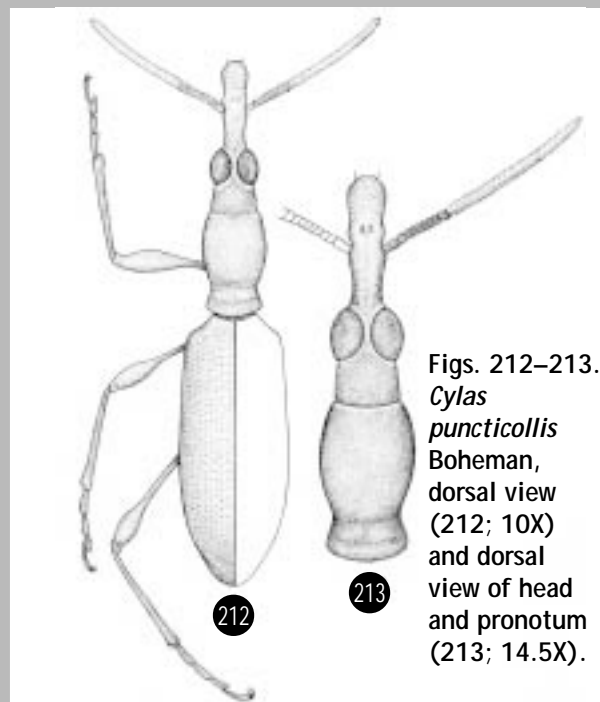 Figs. 212–213.
Cylas
puncticollis
Boheman,
dorsal view
(212; 10X)
and dorsal
view of head
and pronotum
(213; 14.5X).
212
213